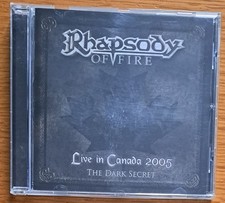 Rhapsody
OF FIRE
Live in Canada 2005
THE DARK SECRET